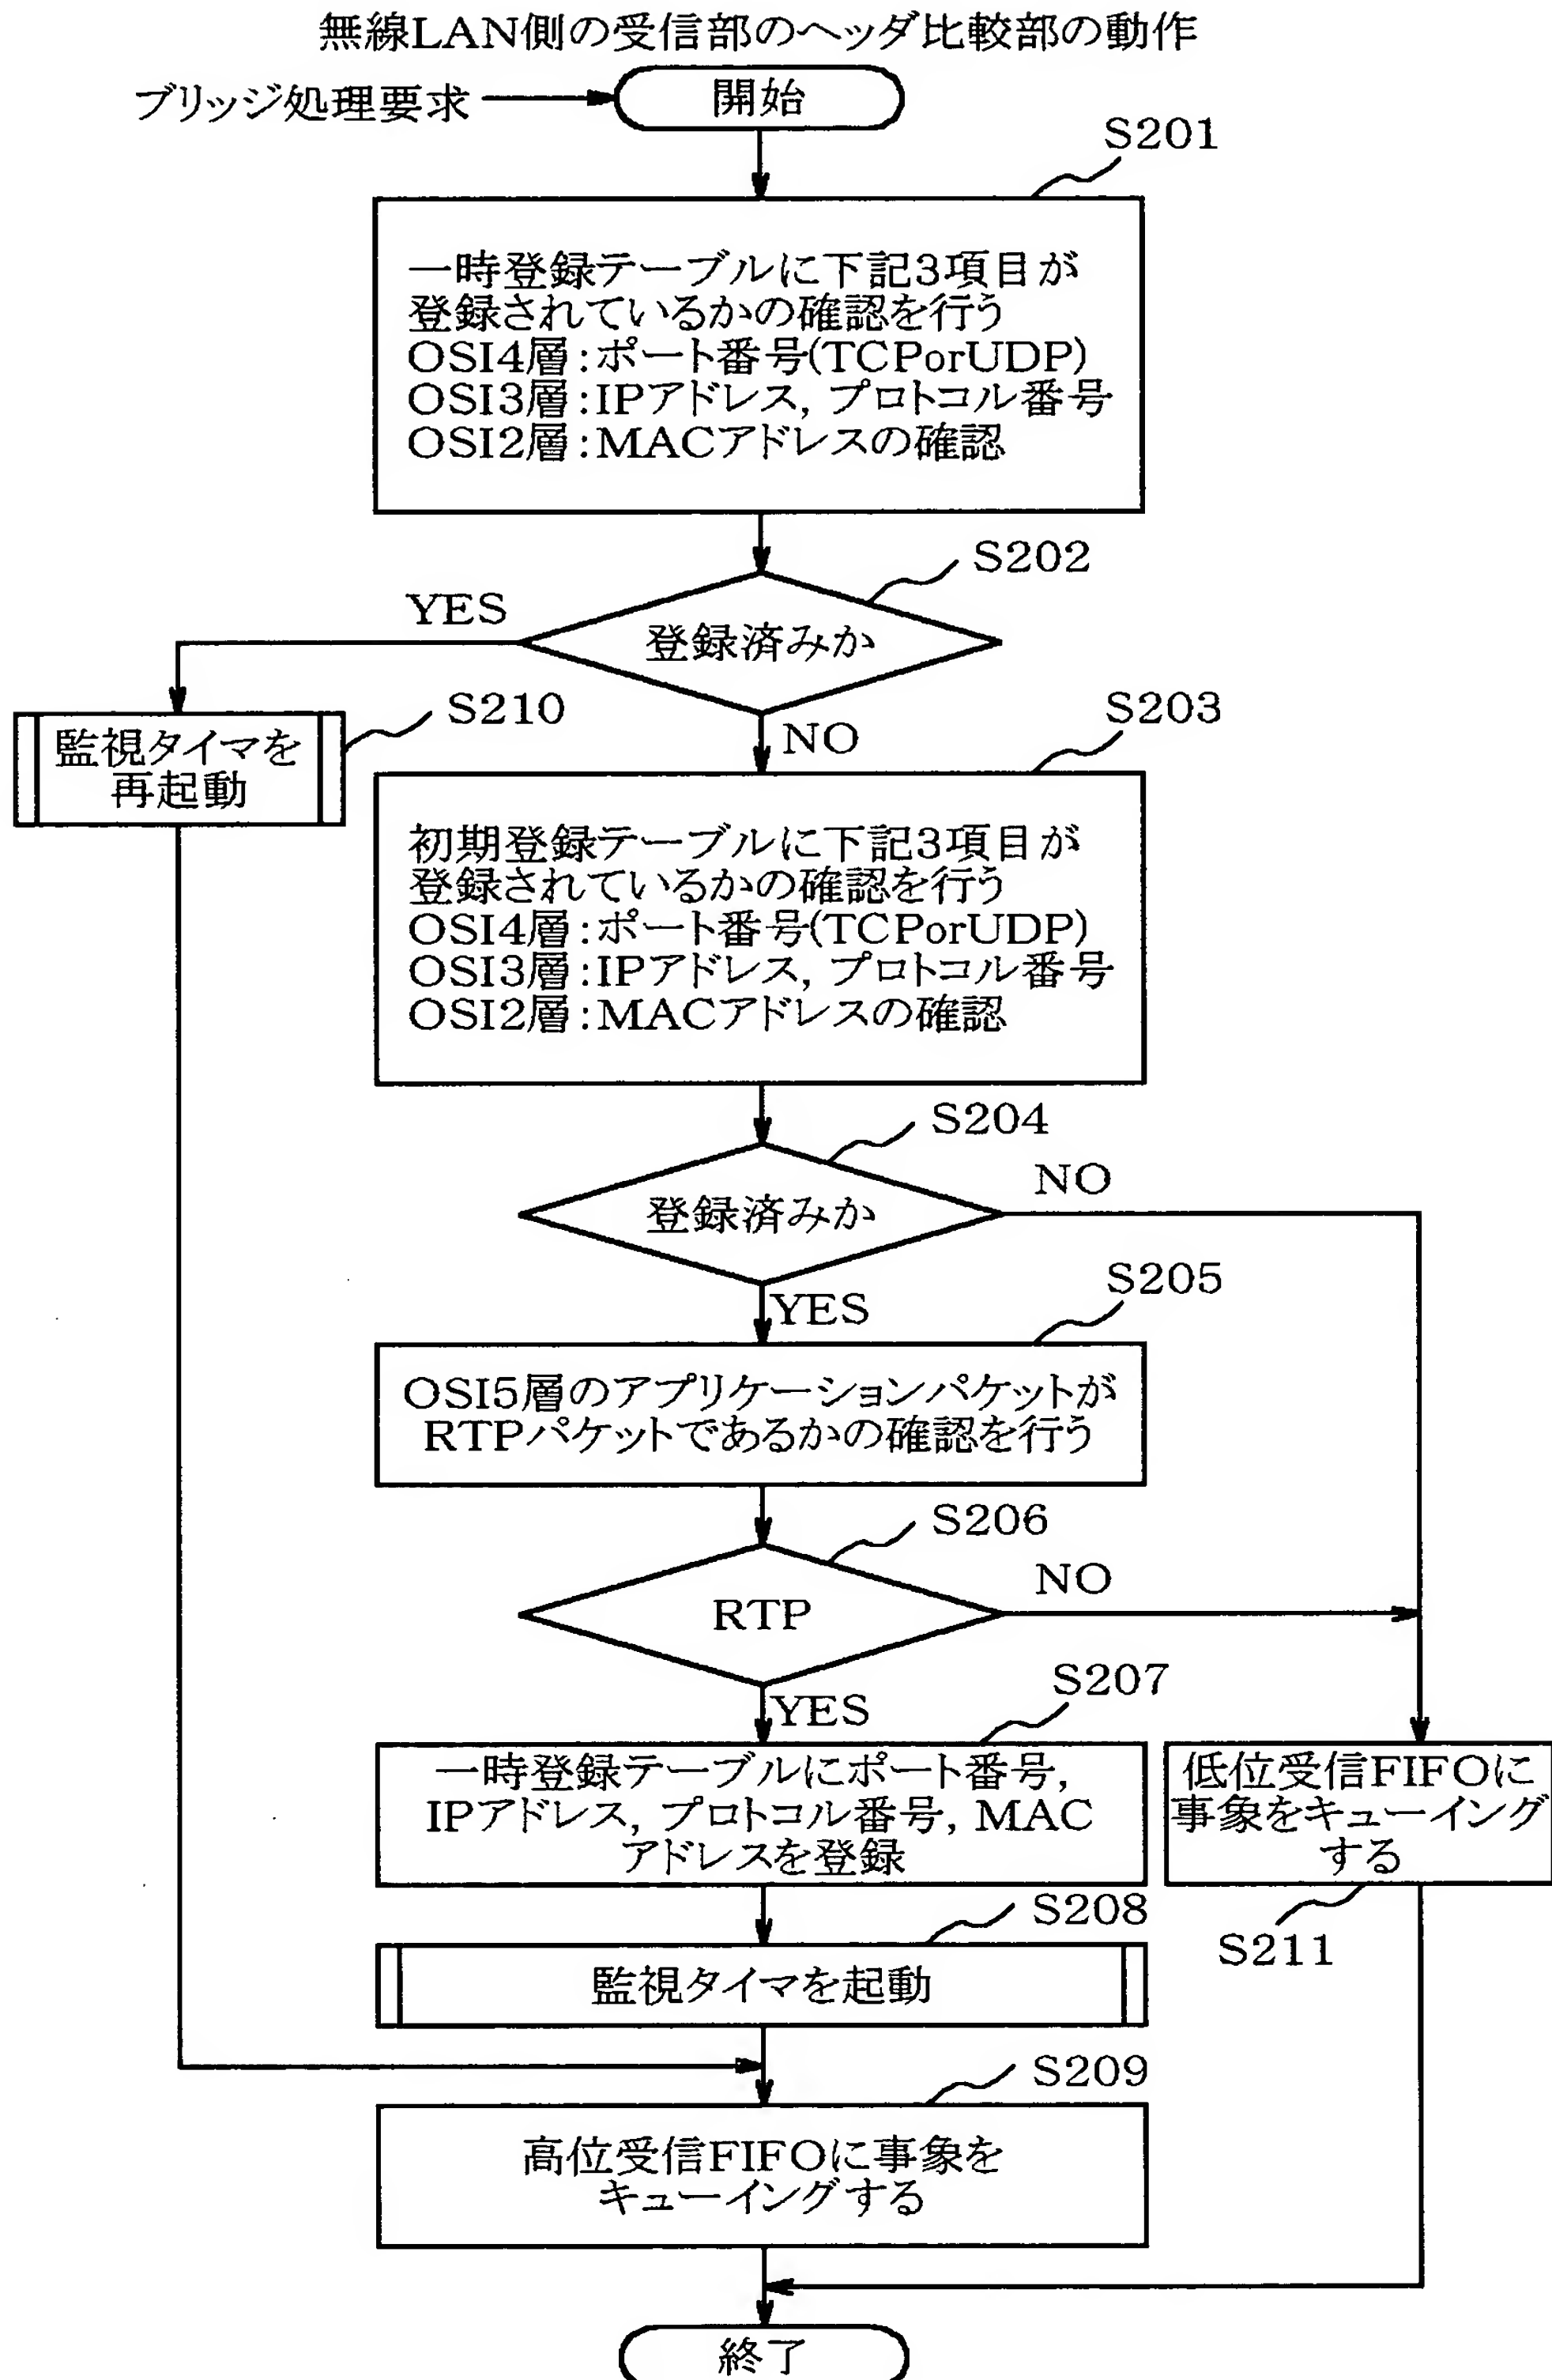 無線LAN側の受信部のヘッダ比較部の動作
ブリッジ処理要求
開始
S201
一時登録テーブルに下記3項目が
登録されているかの確認を行う
OSI4層:ポート番号(TCPorUDP)
OSI3層:IPアドレス, プロトコル番号
OSI2層:MACアドレスの確認
S202
YES
登録済みか
S210
監視タイマを
再起動
NO
S203
初期登録テーブルに下記3項目が
登録されているかの確認を行う
OSI4層:ポート番号(TCPorUDP)
OSI3層:IPアドレス, プロトコル番号
OSI2層:MACアドレスの確認
S204
NO
登録済みか
YES
S205
OSI5層のアプリケーションパケットが
RTPパケットであるかの確認を行う
S206
NO
RTP
YES
S207
一時登録テーブルにポート番号,
IPアドレス, プロトコル番号, MAC
アドレスを登録
低位受信FIFOに
事象をキューイング
する
S211
S208
監視タイマを起動
S209
高位受信FIFOに事象を
キューイングする
終了